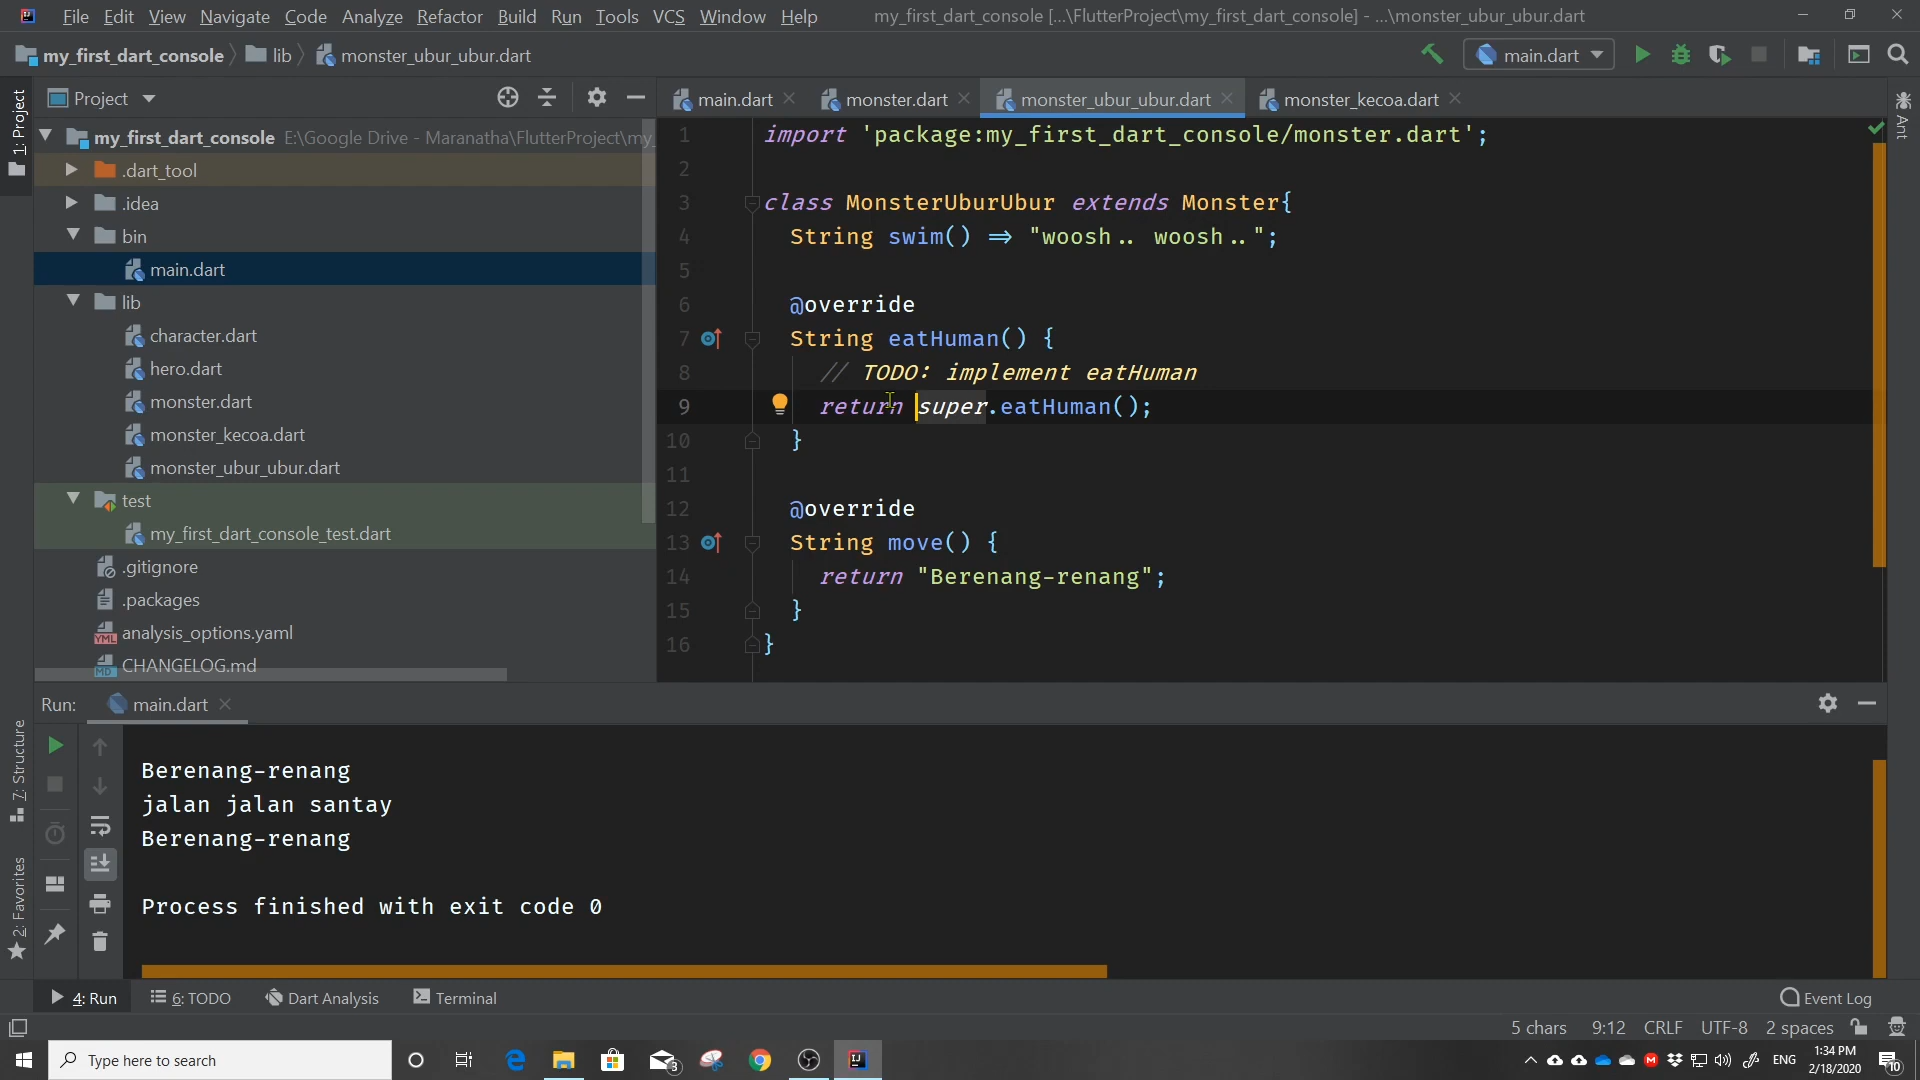 File Edit View Navigate Code Analyze Refactor Build Run Tools VCS Window Help my_first_dart_console [...\FlutterProject\my_first_dart_console] - ...\monster_ubur_ubur.dart
my_first_dart_console lib monster_ubur_ubur.dart main.dart
Project
main.dart monster.dart monster_ubur_ubur.dart monster_kecoa.dart
1: Project
Ant
my_first_dart_console E:\Google Drive - Maranatha\FlutterProject\my_
.dart_tool
.idea
bin
main.dart
lib
character.dart
hero.dart
monster.dart
monster_kecoa.dart
monster_ubur_ubur.dart
test
my_first_dart_console_test.dart
.gitignore
.packages
analysis_options.yaml
CHANGELOG.md
1 import 'package:my_first_dart_console/monster.dart';
2
3 class MonsterUburUbur extends Monster{
4 String swim() => "woosh.. woosh..";
5
6 @override
7 String eatHuman() {
8 // TODO: implement eatHuman
9 return super.eatHuman();
10 }
11
12 @override
13 String move() {
14 return "Berenang-renang";
15 }
16 }
Run: main.dart
7: Structure
2: Favorites
Berenang-renang
jalan jalan santay
Berenang-renang
Process finished with exit code 0
4: Run 6: TODO Dart Analysis Terminal Event Log
5 chars 9:12 CRLF UTF-8 2 spaces
Type here to search
3
ENG
1:34 PM
2/18/2020
10